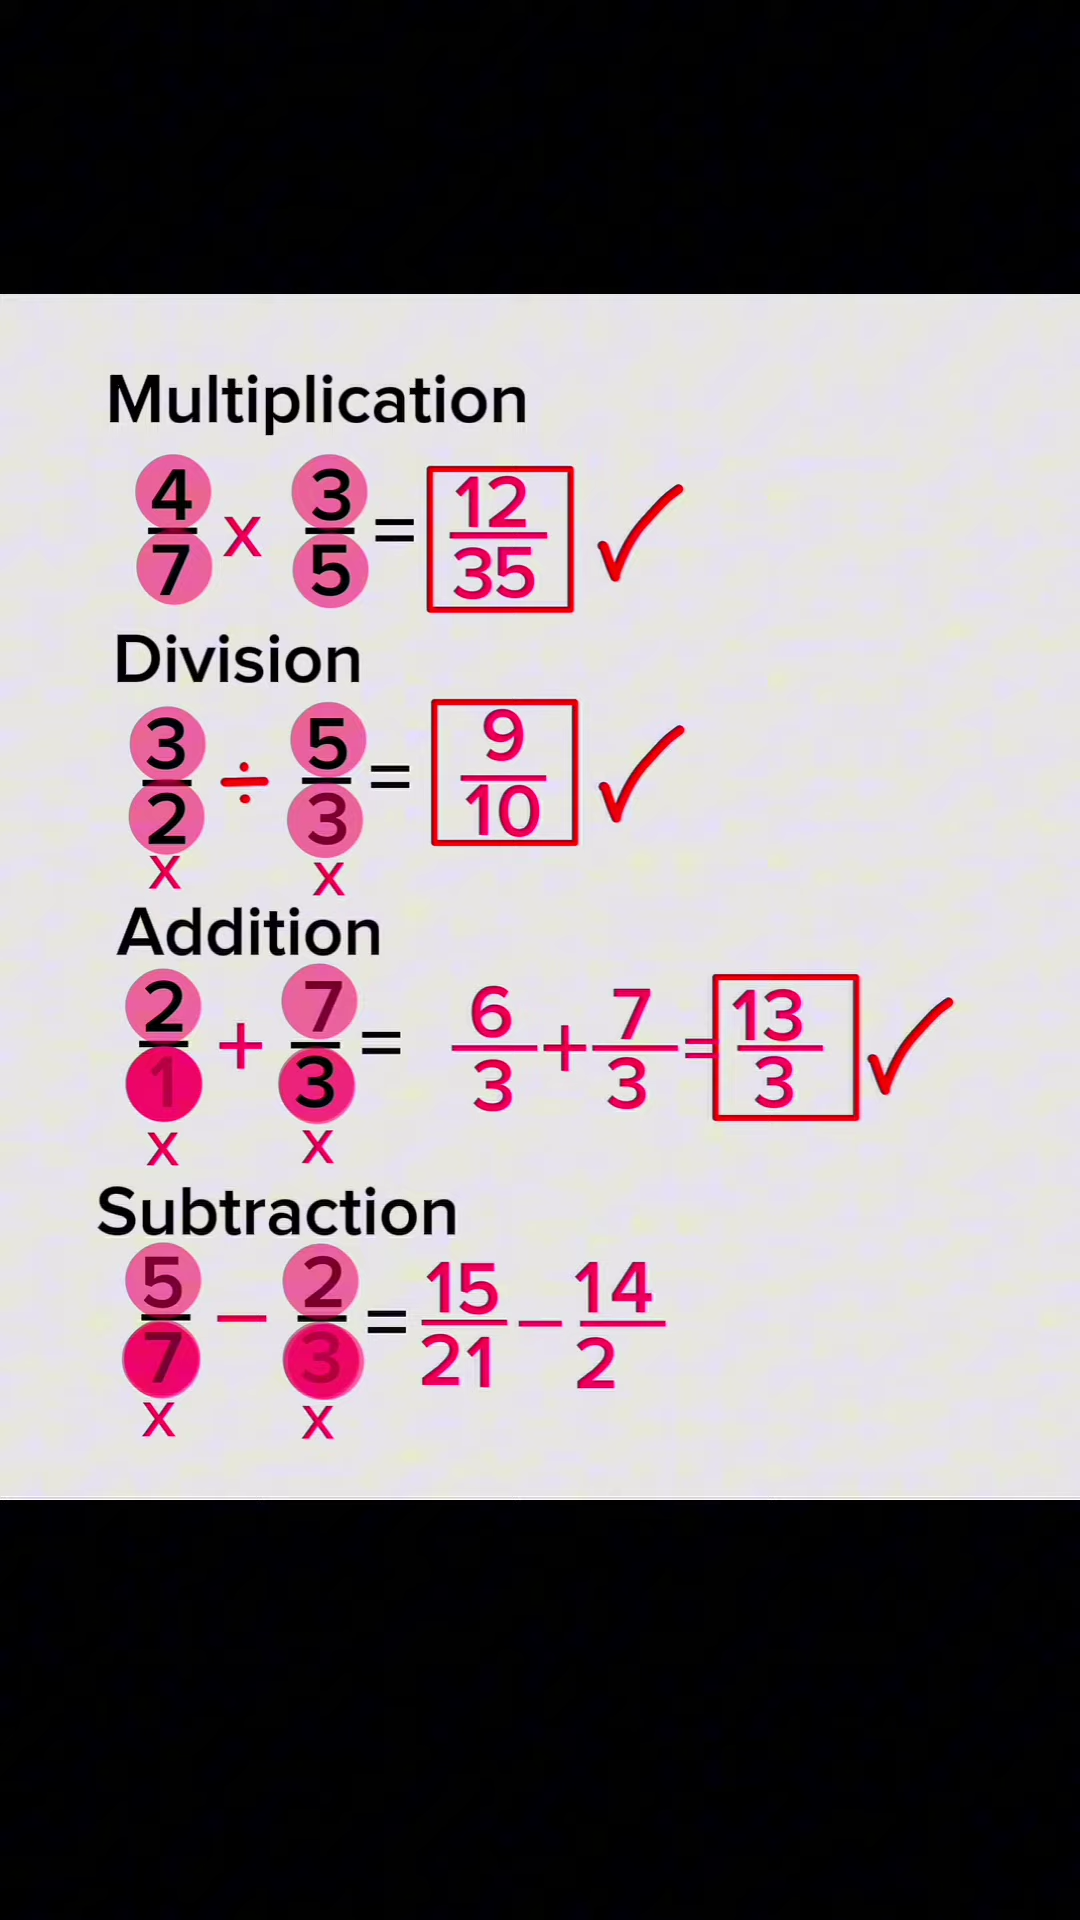 Multiplication
4/7 x 3/5 = 12/35 ✓
Division
3/2 ÷ 5/3 = 9/10 ✓
x x
Addition
2/1 + 7/3 = 6/3 + 7/3 = 13/3 ✓
x x
Subtraction
5/7 − 2/3 = 15/21 − 14/2
x x